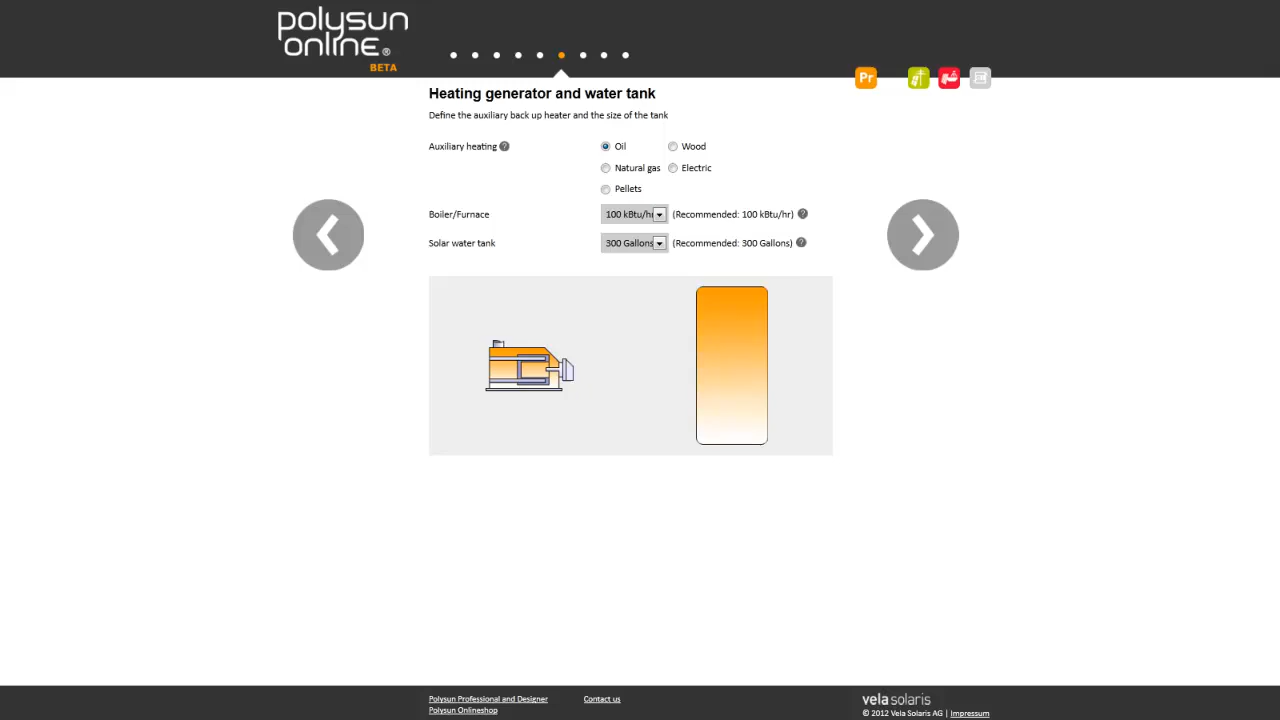 polysun
online®
BETA
Pr
Heating generator and water tank
Define the auxiliary back up heater and the size of the tank
Auxiliary heating ? Oil Wood
Natural gas Electric
Pellets
Boiler/Furnace 100 kBtu/hr (Recommended: 100 kBtu/hr) ?
Solar water tank 300 Gallons (Recommended: 300 Gallons) ?
Polysun Professional and Designer Contact us
Polysun Onlineshop
vela solaris
© 2012 Vela Solaris AG | Impressum